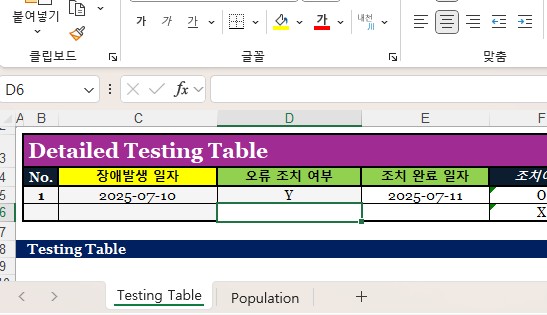 붙여넣기
클립보드
가 가 가 가 내천
글꼴
맞춤
D6
fx
A B C D E F
3 Detailed Testing Table
4 No. 장애발생 일자 오류 조치 여부 조치 완료 일자
5 1 2025-07-10 Y 2025-07-11 O
6 X
7
8 Testing Table
9
Testing Table Population +